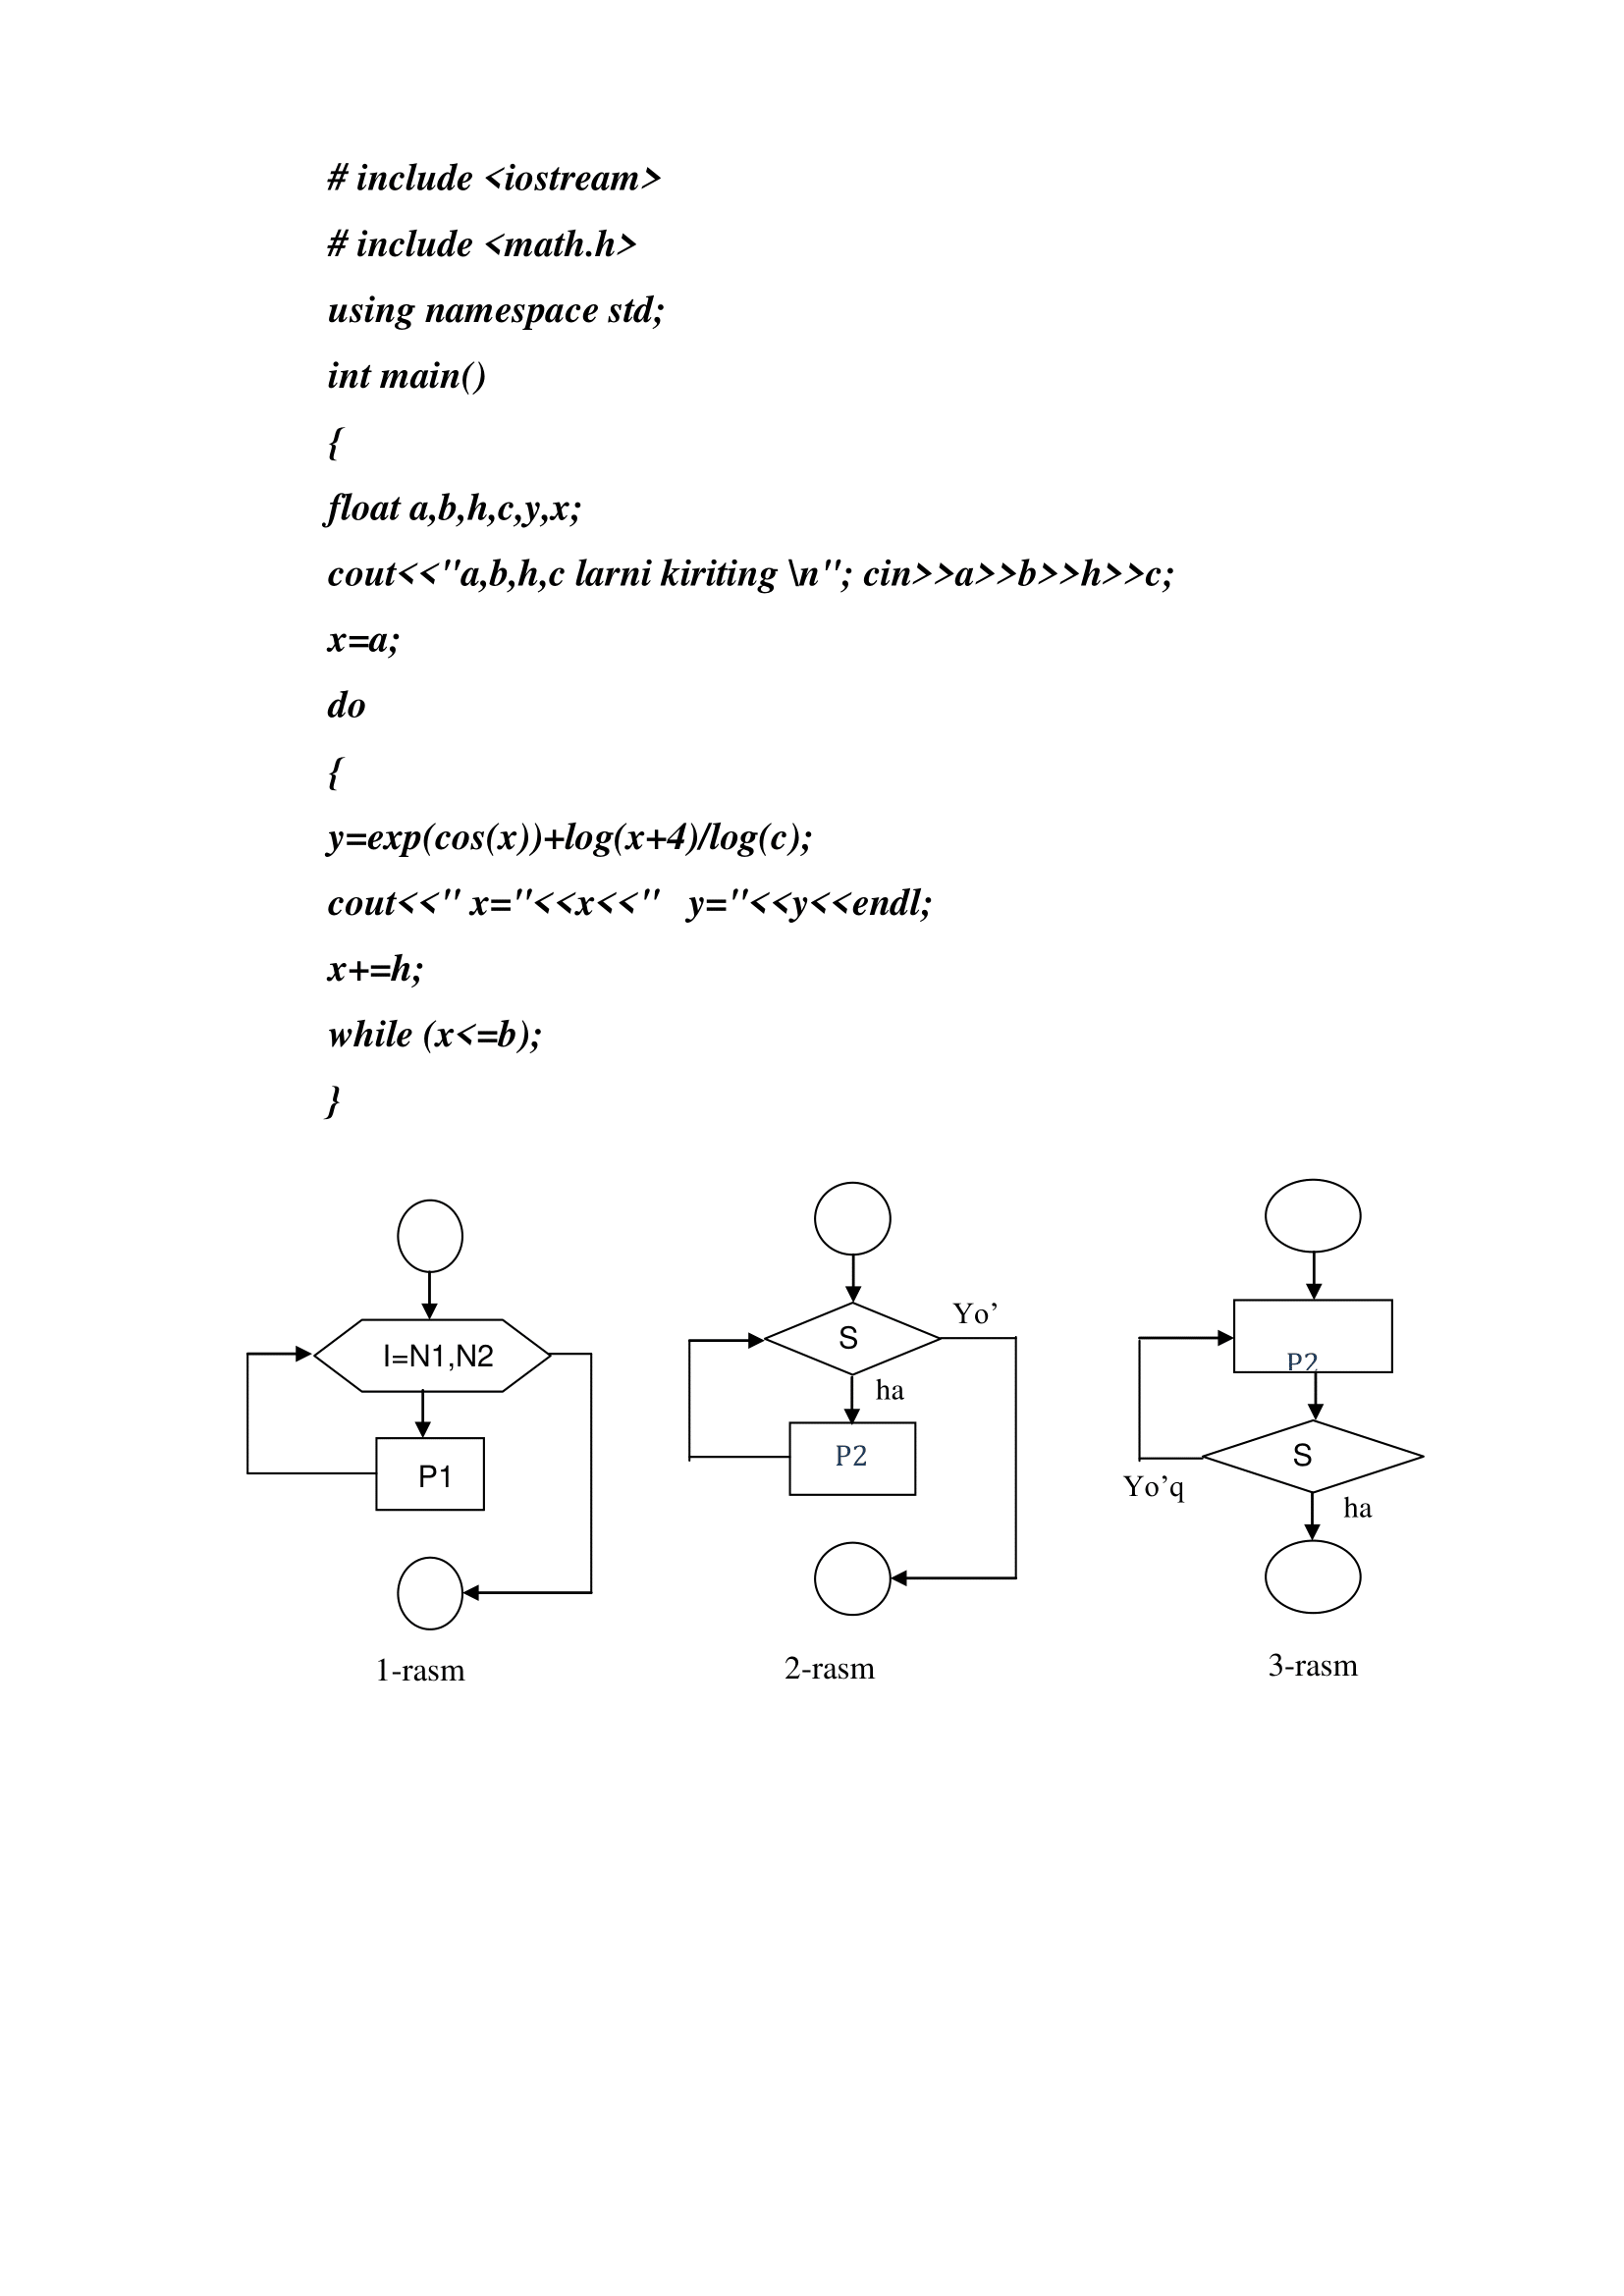 # include <iostream>
# include <math.h>
using namespace std;
int main()
{
float a,b,h,c,y,x;
cout<<"a,b,h,c larni kiriting \n"; cin>>a>>b>>h>>c;
x=a;
do
{
y=exp(cos(x))+log(x+4)/log(c);
cout<<" x="<<x<<"   y="<<y<<endl;
x+=h;
while (x<=b);
}
I=N1,N2
P1
1-rasm
Yo’
S
ha
P2
2-rasm
P2
S
Yo’q
ha
3-rasm